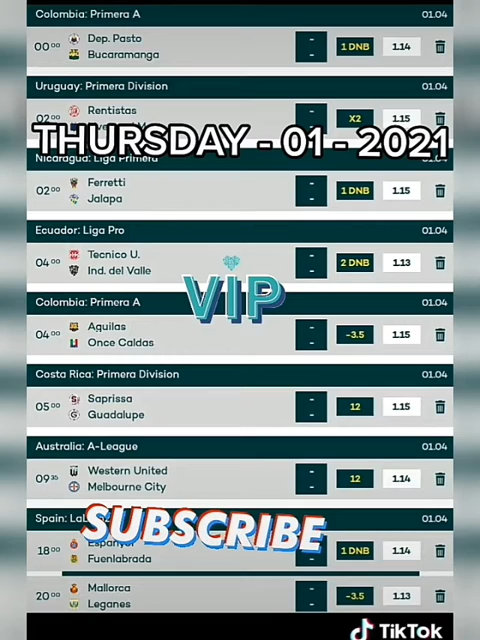 Colombia: Primera A 01.04
00 00 Dep. Pasto - 1 DNB 1.14
Bucaramanga -
Uruguay: Primera Division 01.04
02 00 Rentistas - X2 1.15
THURSDAY - 01 - 2021
Nicaragua: Liga Primera 01.04
02 00 Ferretti - 1 DNB 1.15
Jalapa -
Ecuador: Liga Pro 01.04
04 00 Tecnico U. - 2 DNB 1.13
Ind. del Valle -
VIP
Colombia: Primera A 01.04
04 00 Aguilas - -3.5 1.15
Once Caldas -
Costa Rica: Primera Division 01.04
05 00 Saprissa - 12 1.15
Guadalupe -
Australia: A-League 01.04
09 35 Western United - 12 1.14
Melbourne City -
Spain: 01.04
SUBSCRIBE
18 00 Espanyol - 1 DNB 1.14
Fuenlabrada -
20 00 Mallorca - -3.5 1.13
Leganes -
TikTok